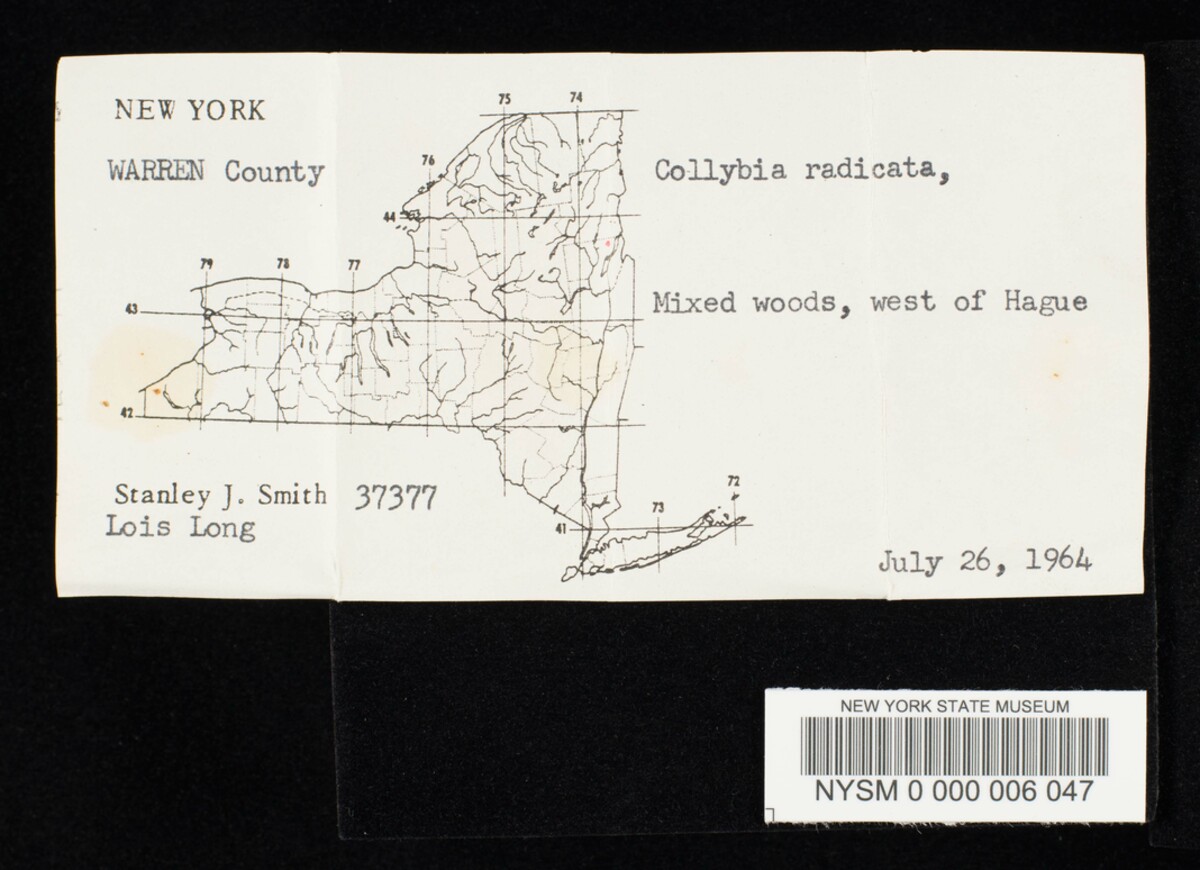 NEW YORK
WARREN County
Collybia radicata,
Mixed woods, west of Hague
75 74
76
44
79 78 77
43
42
72
73
41
Stanley J. Smith 37377
Lois Long
July 26, 1964
NEW YORK STATE MUSEUM
NYSM 0 000 006 047